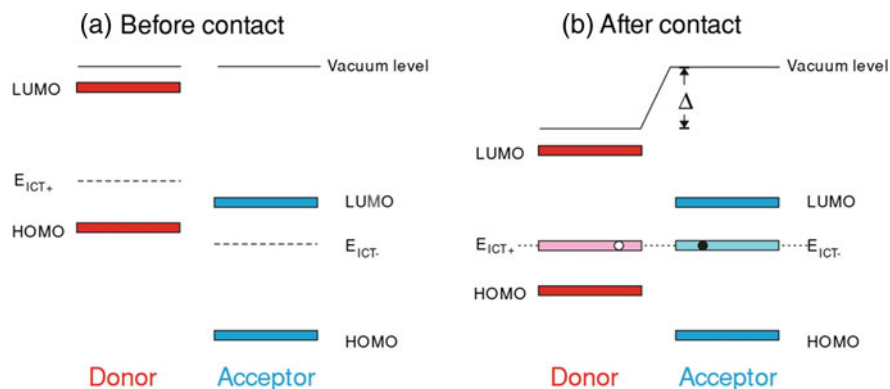 (a) Before contact
Vacuum level
LUMO
E_ICT+
HOMO
LUMO
E_ICT-
HOMO
Donor Acceptor
(b) After contact
Vacuum level
Δ
LUMO
LUMO
E_ICT+
E_ICT-
HOMO
HOMO
Donor Acceptor